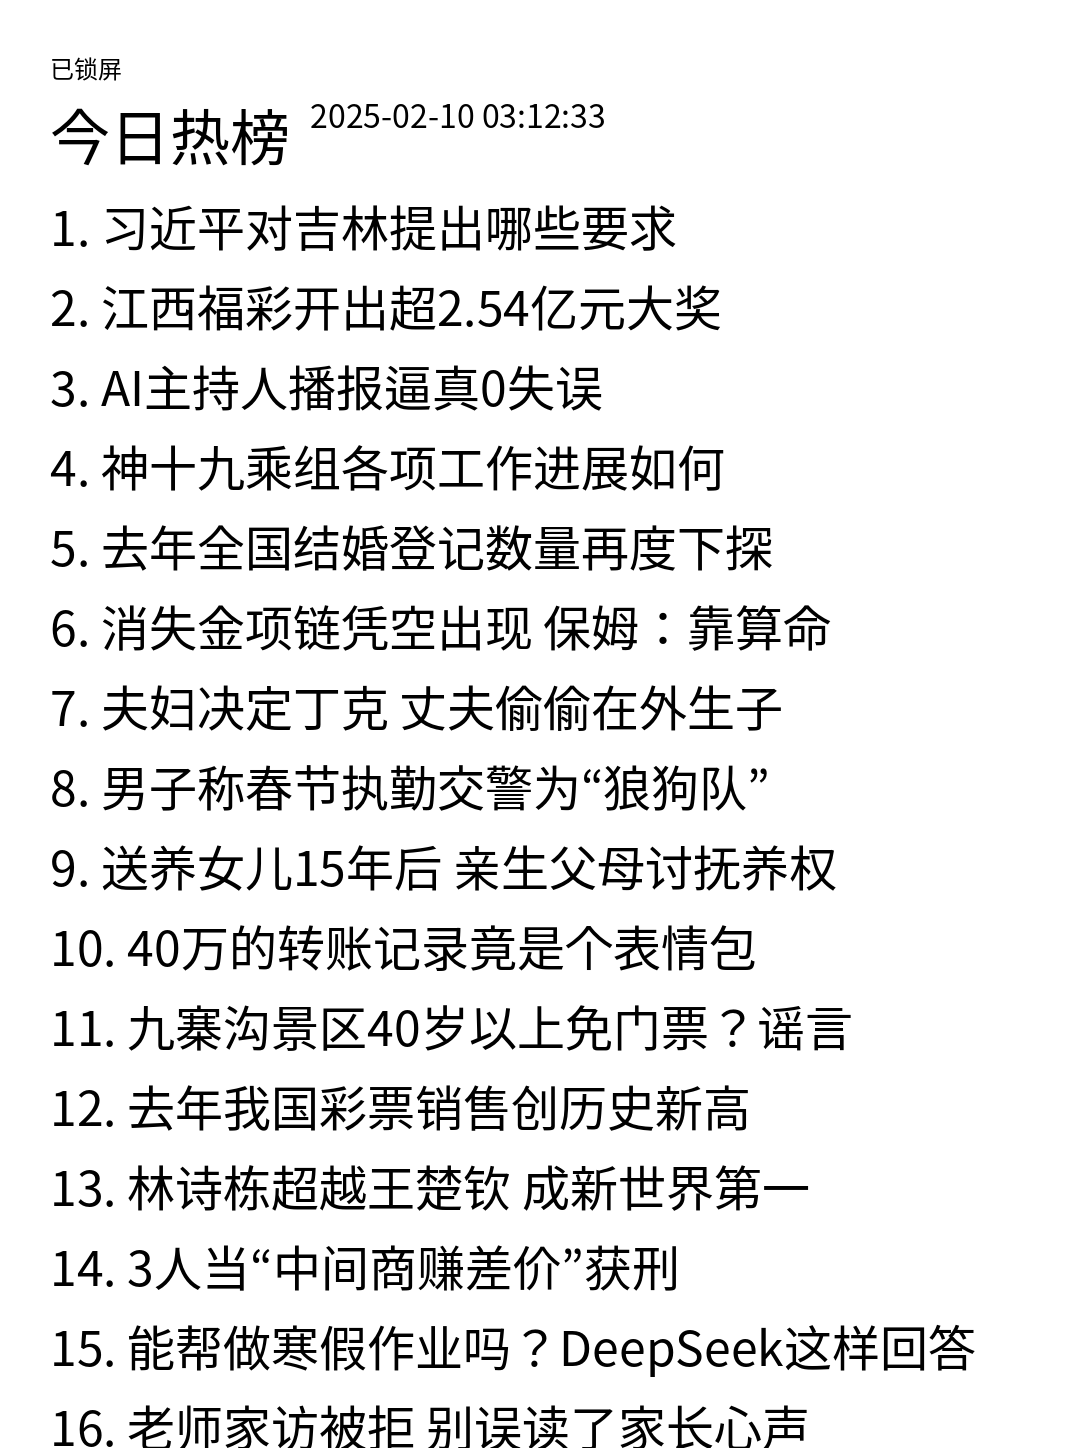 已锁屏
今日热榜 2025-02-10 03:12:33
1. 习近平对吉林提出哪些要求
2. 江西福彩开出超2.54亿元大奖
3. AI主持人播报逼真0失误
4. 神十九乘组各项工作进展如何
5. 去年全国结婚登记数量再度下探
6. 消失金项链凭空出现 保姆：靠算命
7. 夫妇决定丁克 丈夫偷偷在外生子
8. 男子称春节执勤交警为“狼狗队”
9. 送养女儿15年后 亲生父母讨抚养权
10. 40万的转账记录竟是个表情包
11. 九寨沟景区40岁以上免门票？谣言
12. 去年我国彩票销售创历史新高
13. 林诗栋超越王楚钦 成新世界第一
14. 3人当“中间商赚差价”获刑
15. 能帮做寒假作业吗？DeepSeek这样回答
16. 老师家访被拒 别误读了家长心声